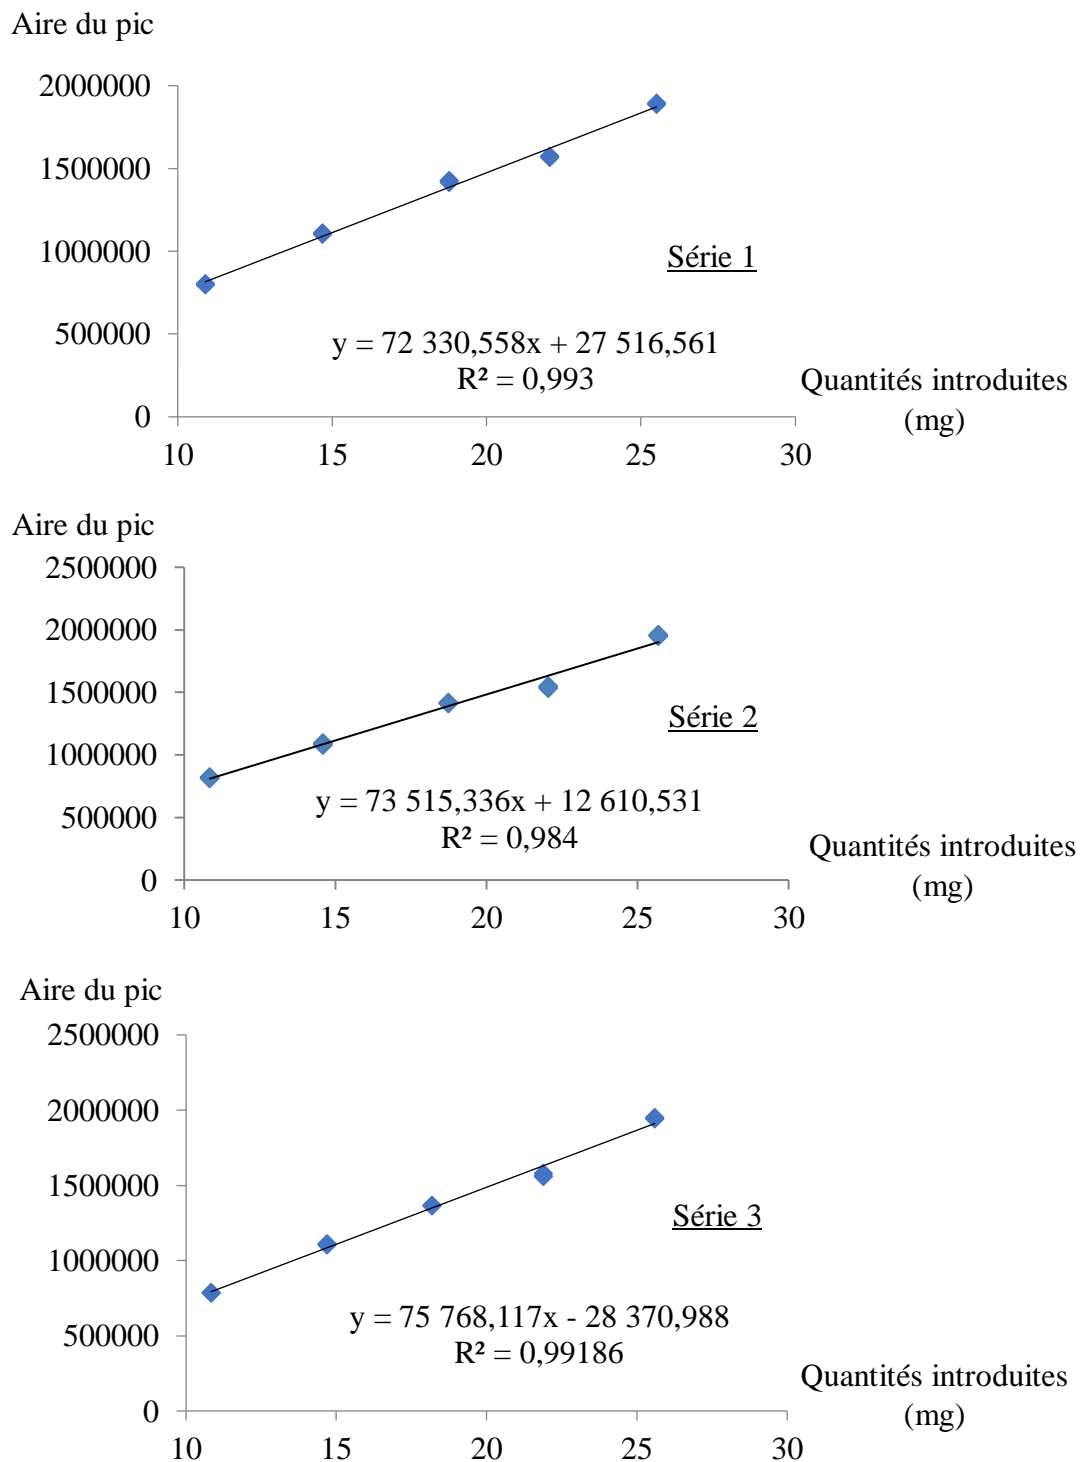 Aire du pic
2000000
1500000
1000000
Série 1
500000
y = 72 330,558x + 27 516,561
R² = 0,993
Quantités introduites
(mg)
0
10 15 20 25 30
Aire du pic
2500000
2000000
1500000
Série 2
1000000
y = 73 515,336x + 12 610,531
500000
R² = 0,984
Quantités introduites
(mg)
0
10 15 20 25 30
Aire du pic
2500000
2000000
1500000
Série 3
1000000
y = 75 768,117x - 28 370,988
500000
R² = 0,99186
Quantités introduites
(mg)
0
10 15 20 25 30